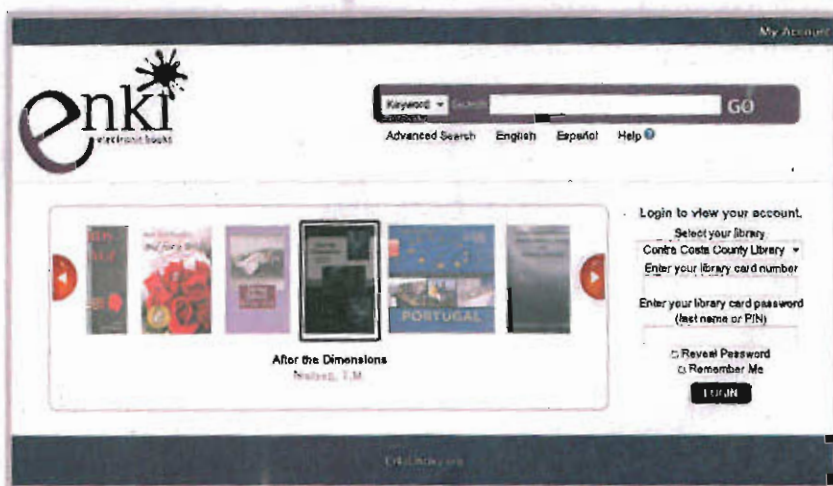 My Account
enki
electronic books
Keyword Search GO
Advanced Search English Español Help
Login to view your account.
Select your library
Contra Costa County Library
Enter your library card number
Enter your library card password
(last name or PIN)
Reveal Password
Remember Me
LOGIN
PORTUGAL
After the Dimensions